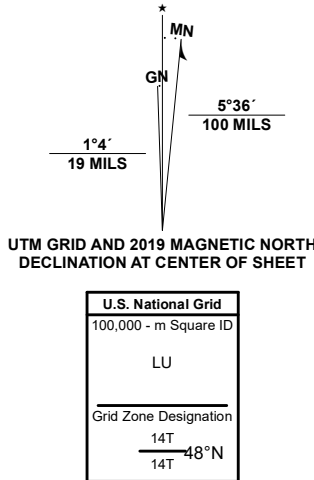 ★
MN
GN
5°36´
100 MILS
1°4´
19 MILS
UTM GRID AND 2019 MAGNETIC NORTH
DECLINATION AT CENTER OF SHEET
U.S. National Grid
100,000 - m Square ID
LU
Grid Zone Designation
14T
48°N
14T